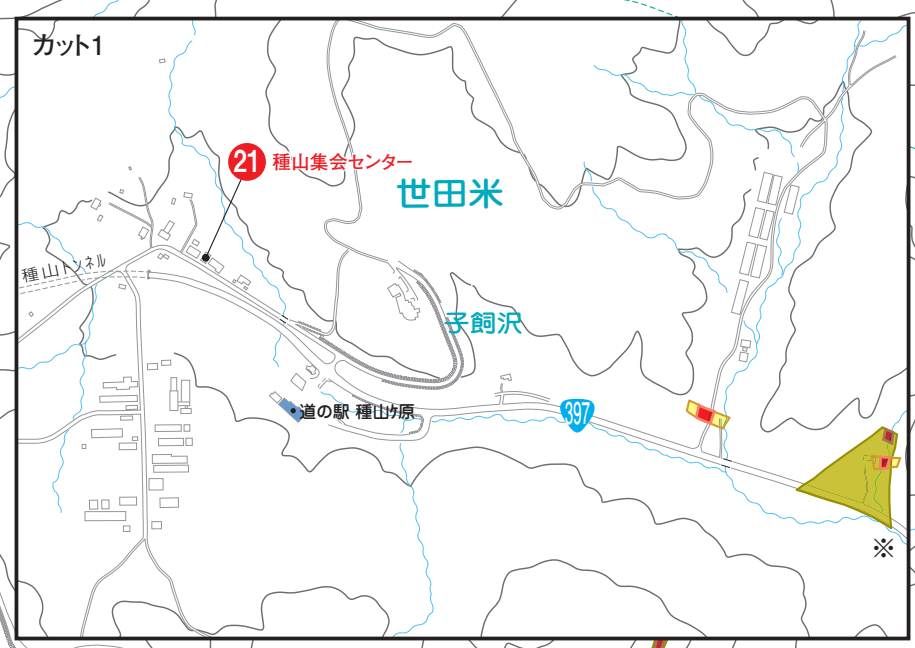 カット1
21 種山集会センター
世田米
種山トンネル
子飼沢
道の駅 種山ヶ原
397
※